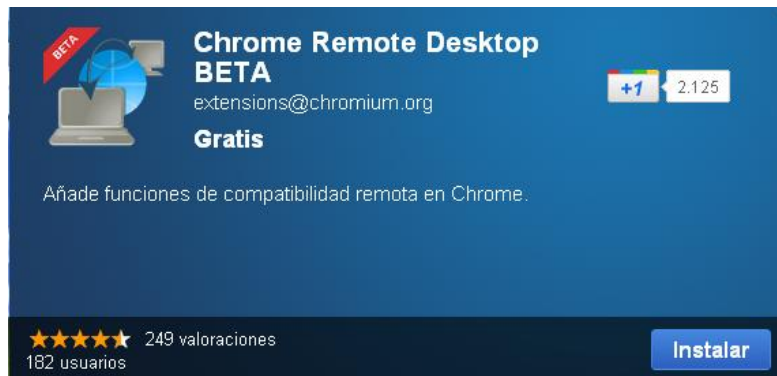 BETA
Chrome Remote Desktop
BETA
extensions@chromium.org
Gratis
+1
2.125
Añade funciones de compatibilidad remota en Chrome.
249 valoraciones
182 usuarios
Instalar